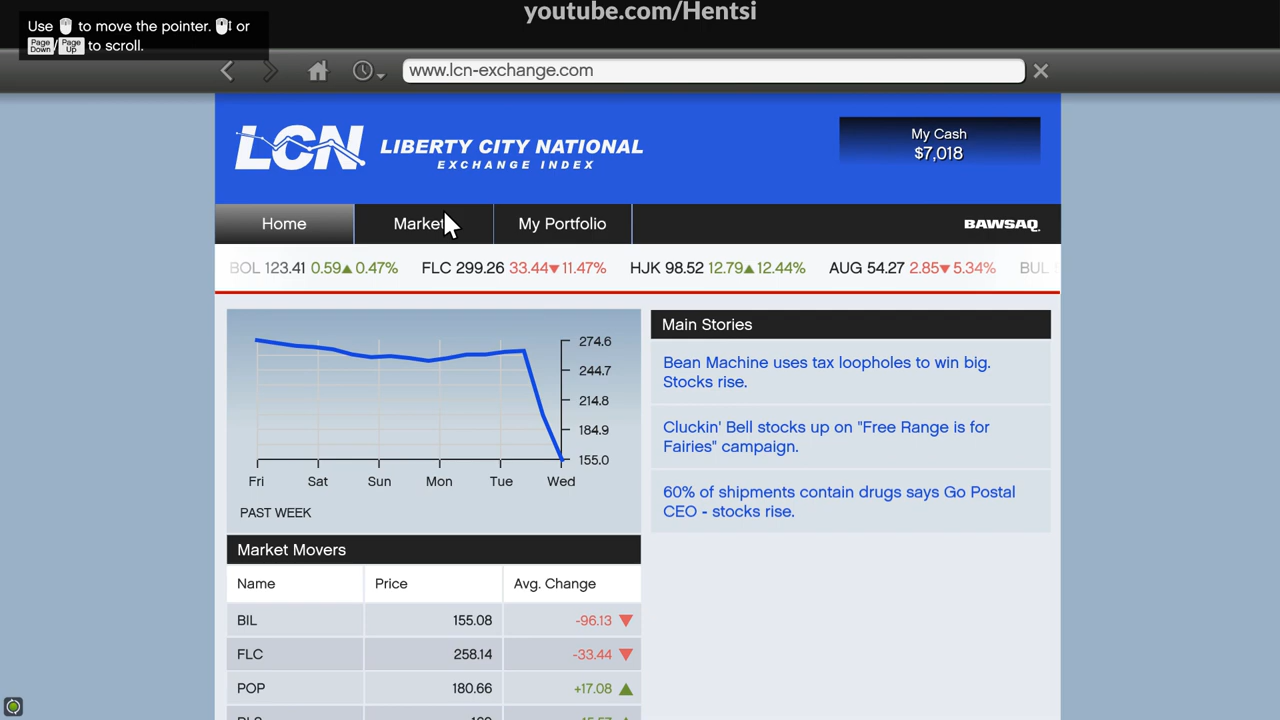 youtube.com/Hentsi
Use to move the pointer. or
Page Down / Page Up to scroll.
www.lcn-exchange.com
LCN LIBERTY CITY NATIONAL
EXCHANGE INDEX
My Cash
$7,018
Home Market My Portfolio BAWSAQ
BOL 123.41 0.59 0.47% FLC 299.26 33.44 11.47% HJK 98.52 12.79 12.44% AUG 54.27 2.85 5.34% BUL
274.6
244.7
214.8
184.9
155.0
Fri Sat Sun Mon Tue Wed
PAST WEEK
Main Stories
Bean Machine uses tax loopholes to win big.
Stocks rise.
Cluckin' Bell stocks up on "Free Range is for
Fairies" campaign.
60% of shipments contain drugs says Go Postal
CEO - stocks rise.
Market Movers
Name Price Avg. Change
BIL 155.08 -96.13
FLC 258.14 -33.44
POP 180.66 +17.08